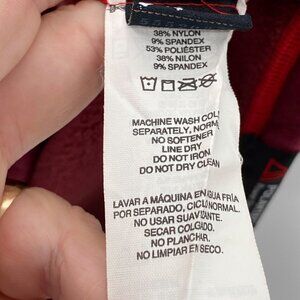 38% NYLON
9% SPANDEX
53% POLIÉSTER
38% NILON
9% SPANDEX
MACHINE WASH COLD
SEPARATELY, NORM
NO SOFTENER
LINE DRY
DO NOT IRON
DO NOT DRY CLEAN
LAVAR A MÁQUINA EN AGUA FRÍA
POR SEPARADO, CICLO NORMAL.
NO USAR SUAVIZANTE.
SECAR COLGADO.
NO PLANCHAR.
NO LIMPIAR EN SECO.